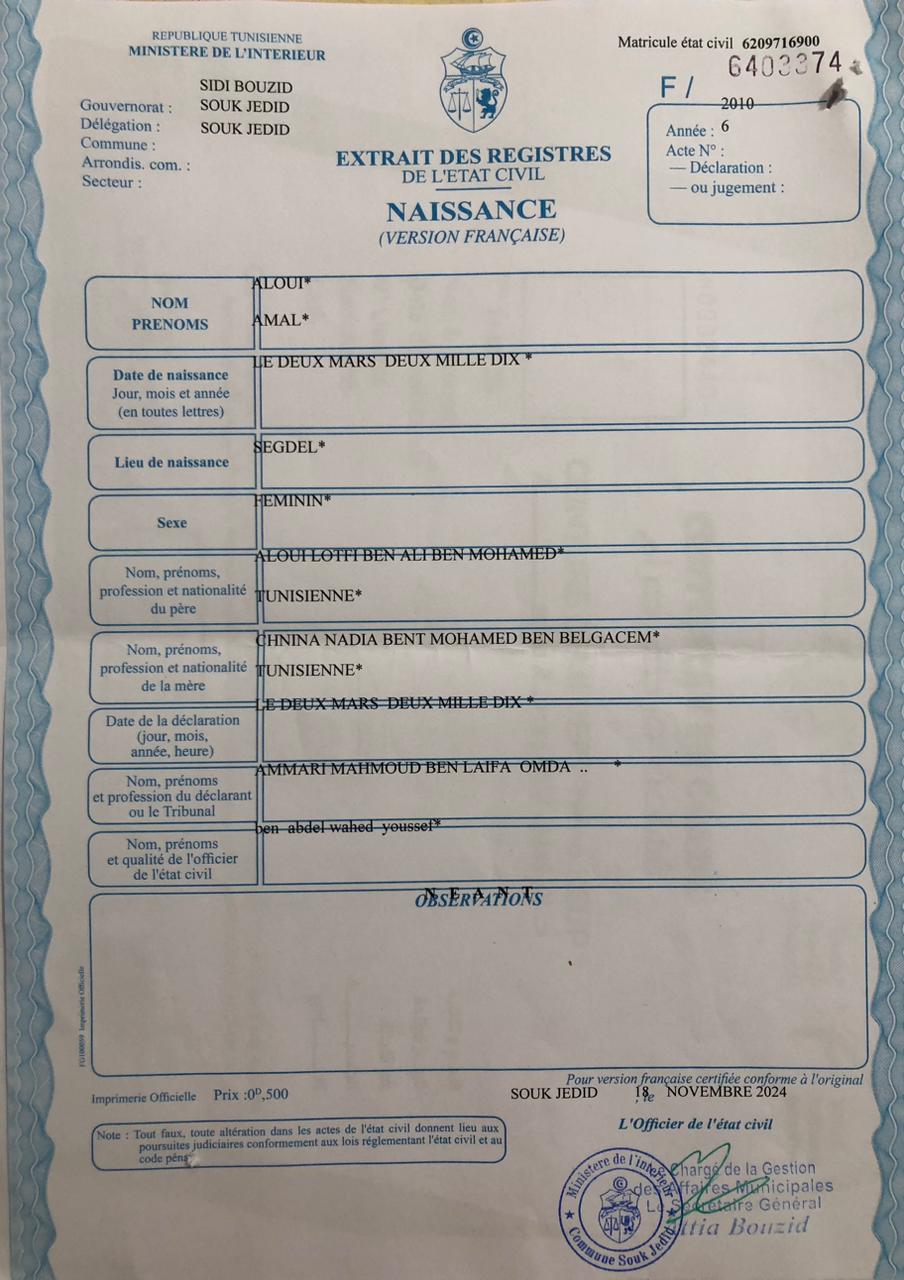 REPUBLIQUE TUNISIENNE
MINISTERE DE L'INTERIEUR
Matricule état civil 6209716900
6403374
F /
SIDI BOUZID
Gouvernorat : SOUK JEDID
Délégation : SOUK JEDID
Commune :
Arrondis. com. :
Secteur :
2010
Année : 6
Acte N° :
— Déclaration :
— ou jugement :
EXTRAIT DES REGISTRES
DE L'ETAT CIVIL
NAISSANCE
(VERSION FRANÇAISE)
NOM
PRENOMS
ALOUI*
AMAL*
Date de naissance
Jour, mois et année
(en toutes lettres)
LE DEUX MARS DEUX MILLE DIX *
Lieu de naissance
SEGDEL*
Sexe
FEMININ*
Nom, prénoms,
profession et nationalité
du père
ALOUI LOTFI BEN ALI BEN MOHAMED*
TUNISIENNE*
Nom, prénoms,
profession et nationalité
de la mère
CHNINA NADIA BENT MOHAMED BEN BELGACEM*
TUNISIENNE*
Date de la déclaration
(jour, mois,
année, heure)
LE DEUX MARS DEUX MILLE DIX *
Nom, prénoms
et profession du déclarant
ou le Tribunal
AMMARI MAHMOUD BEN LAIFA OMDA .. *
Nom, prénoms
et qualité de l'officier
de l'état civil
ben abdel wahed youssef*
N E A N T
OBSERVATIONS
FG100059 Imprimerie Officielle
Imprimerie Officielle Prix :0ᴰ,500
Pour version française certifiée conforme à l'original
SOUK JEDID 18 NOVEMBRE 2024
, le
L'Officier de l'état civil
Note : Tout faux, toute altération dans les actes de l'état civil donnent lieu aux
poursuites judiciaires conformement aux lois réglementant l'état civil et au
code pénal
Ministere de l'interieur
Commune Souk Jedid
Chargé de la Gestion
des Affaires Municipales
Le Secrétaire Général
Bouzid